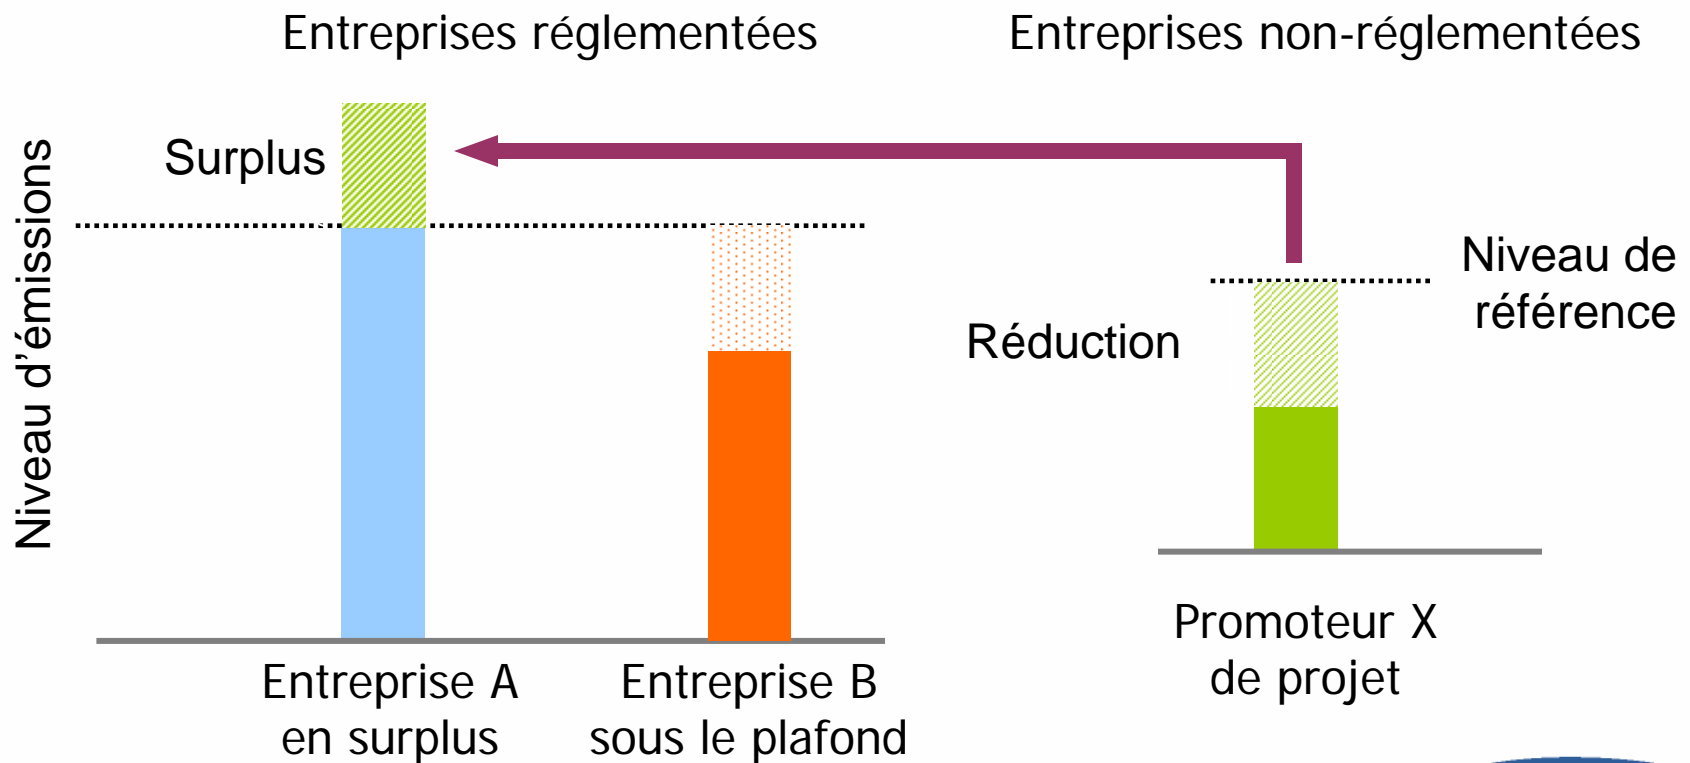 Entreprises réglementées
Entreprises non-réglementées
Niveau d'émissions
Surplus
Niveau de
référence
Réduction
Entreprise A
en surplus
Entreprise B
sous le plafond
Promoteur X
de projet